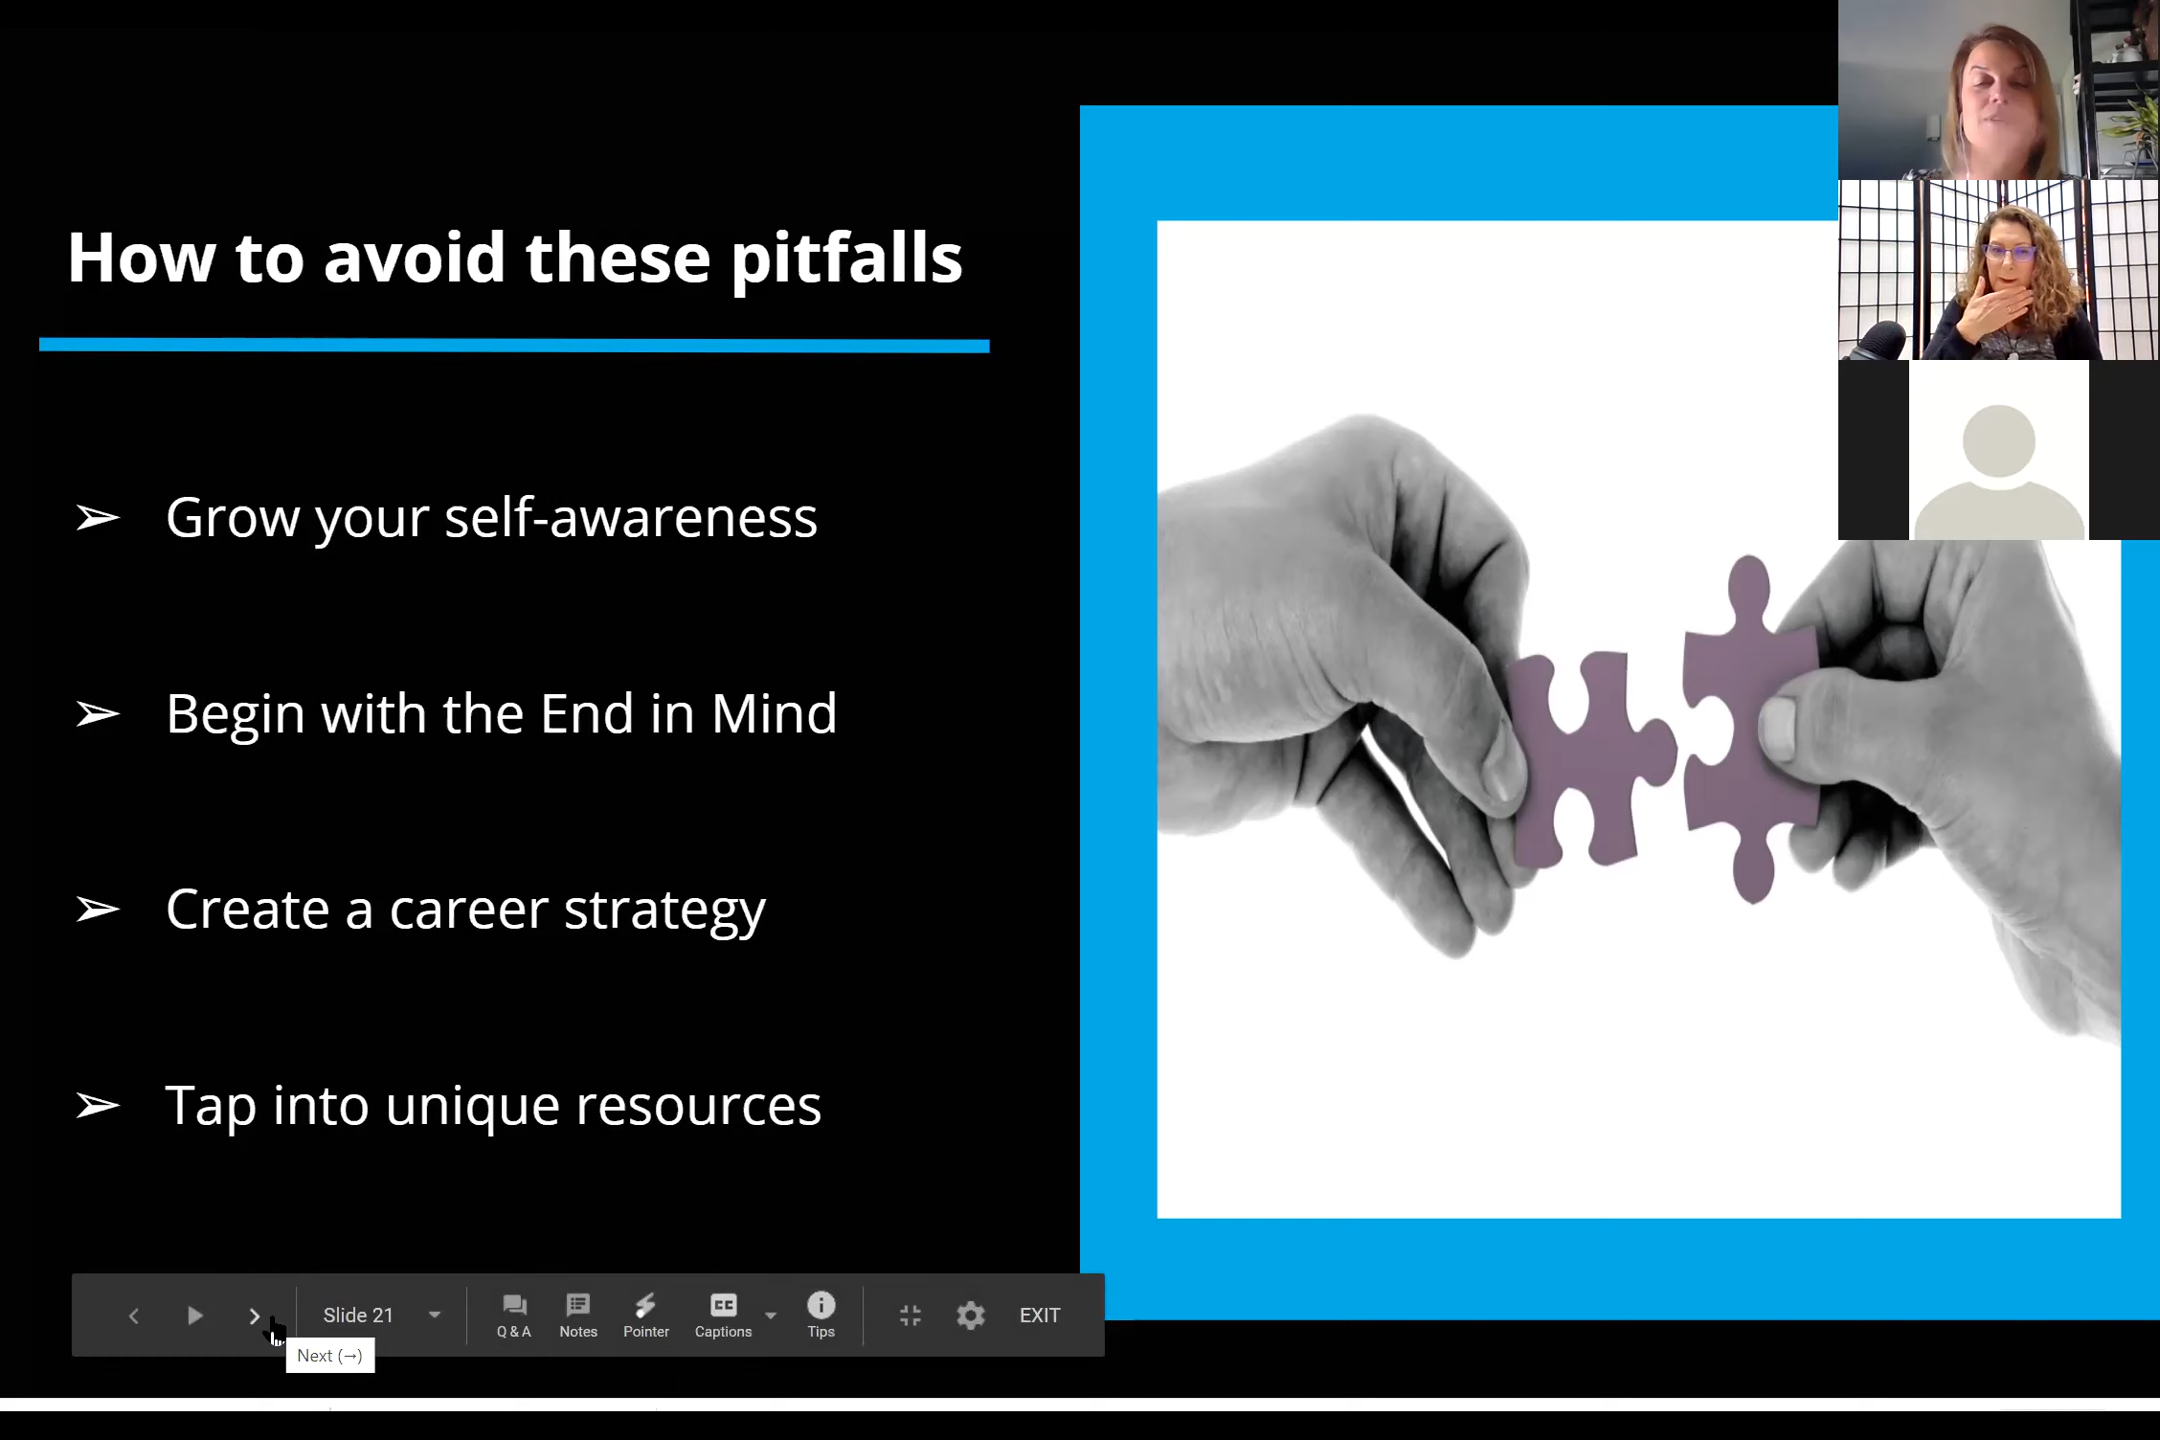 How to avoid these pitfalls
➢ Grow your self-awareness
➢ Begin with the End in Mind
➢ Create a career strategy
➢ Tap into unique resources
Slide 21
Q & A
Notes
Pointer
CC
Captions
Tips
EXIT
Next (→)